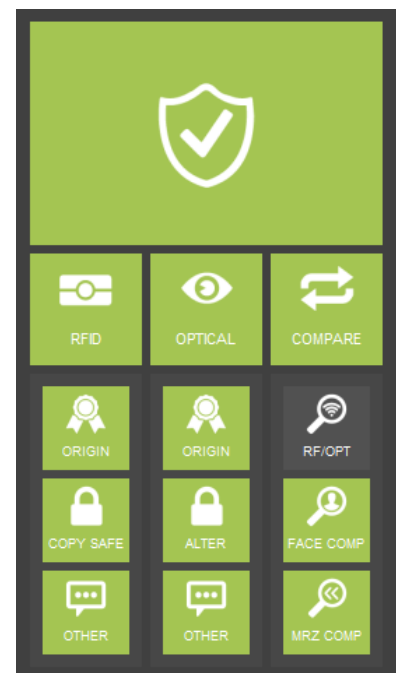 RFID
OPTICAL
COMPARE
ORIGIN
ORIGIN
RF/OPT
COPY SAFE
ALTER
FACE COMP
OTHER
OTHER
MRZ COMP